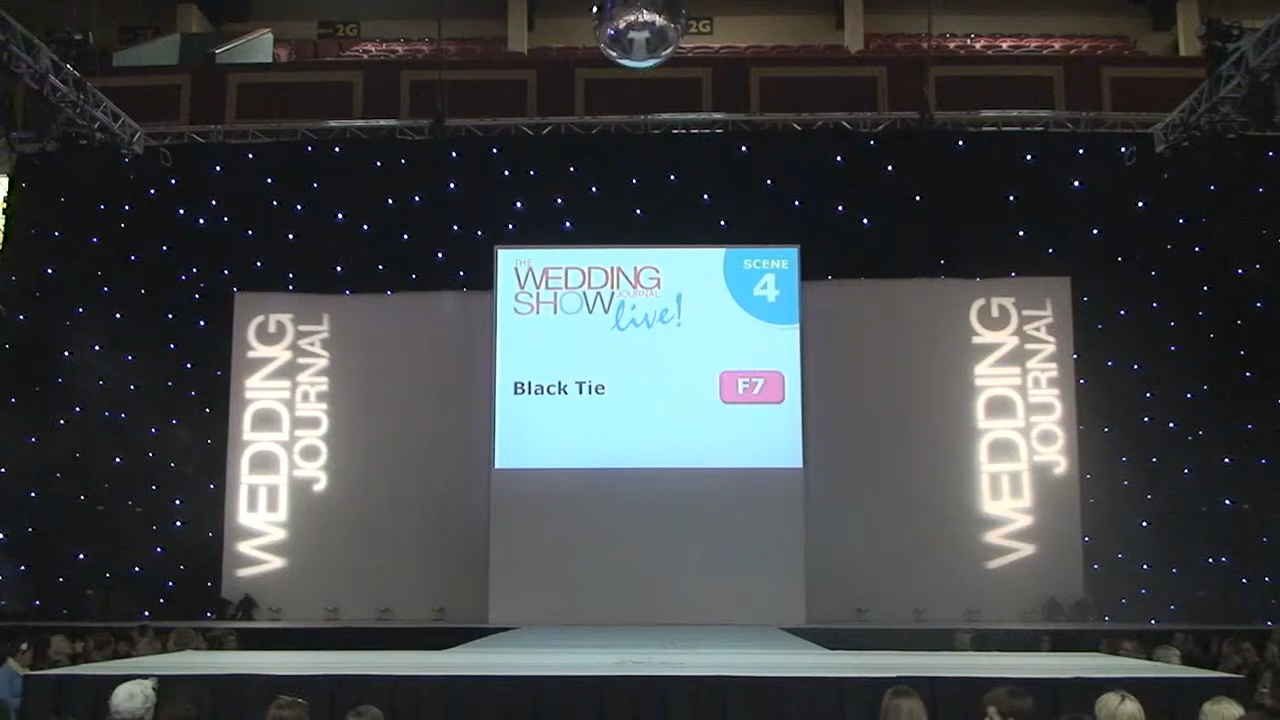 2G
2G
THE
WEDDING
SHOW JOURNAL
live!
SCENE
4
Black Tie
F7
WEDDING
JOURNAL
WEDDING
JOURNAL